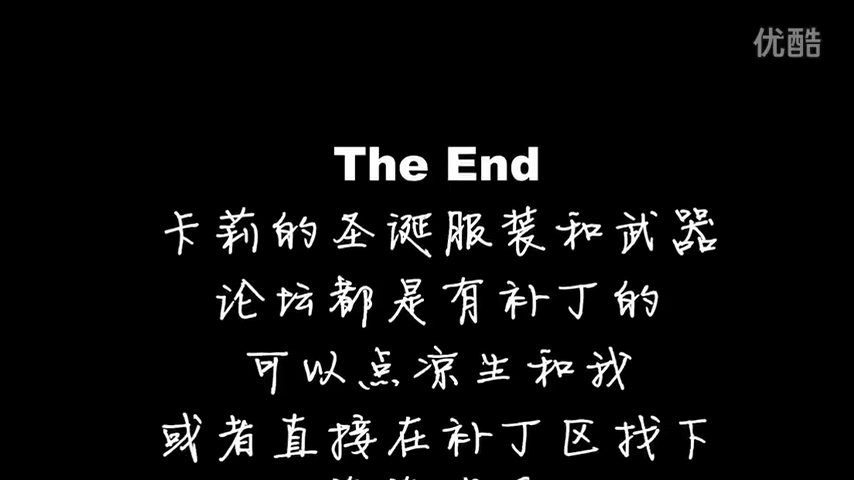 优酷
The End
卡莉的圣诞服装和武器
论坛都是有补丁的
可以点凉生和我
或者直接在补丁区找下